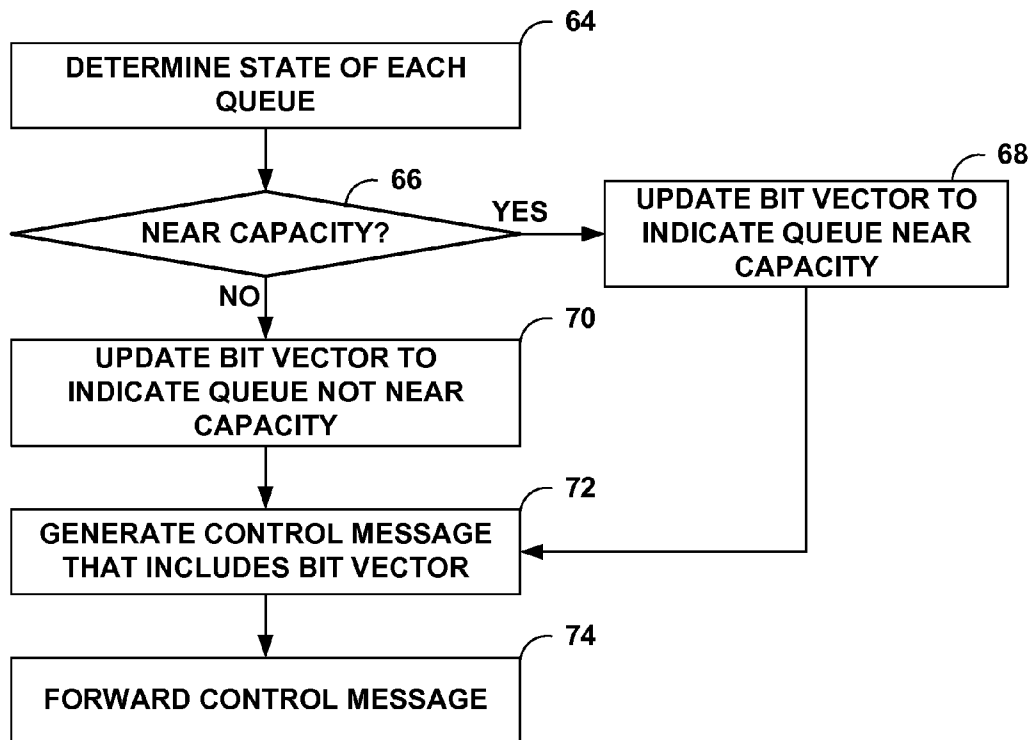 64
DETERMINE STATE OF EACH
QUEUE
66
NEAR CAPACITY?
YES
68
UPDATE BIT VECTOR TO
INDICATE QUEUE NEAR
CAPACITY
NO
70
UPDATE BIT VECTOR TO
INDICATE QUEUE NOT NEAR
CAPACITY
72
GENERATE CONTROL MESSAGE
THAT INCLUDES BIT VECTOR
74
FORWARD CONTROL MESSAGE